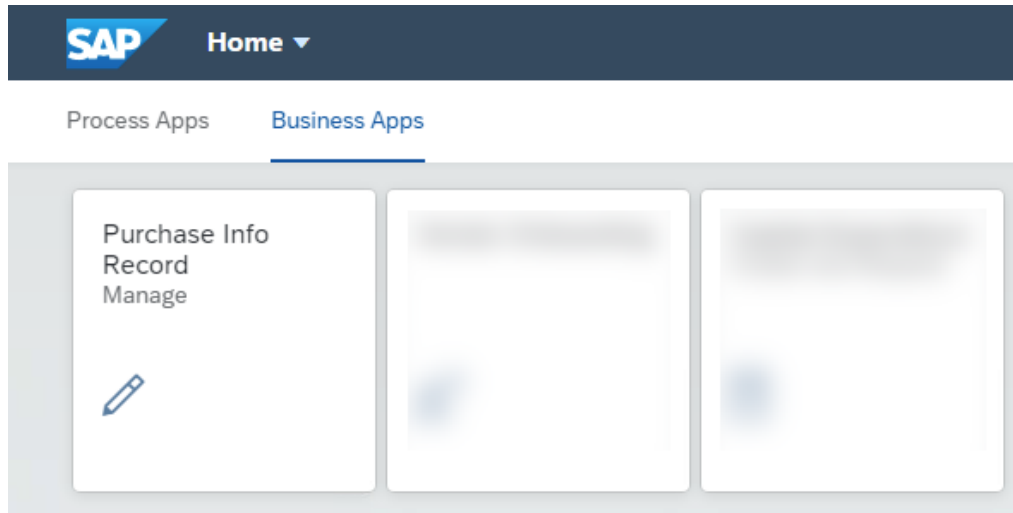 SAP Home
Process Apps Business Apps
Purchase Info
Record
Manage